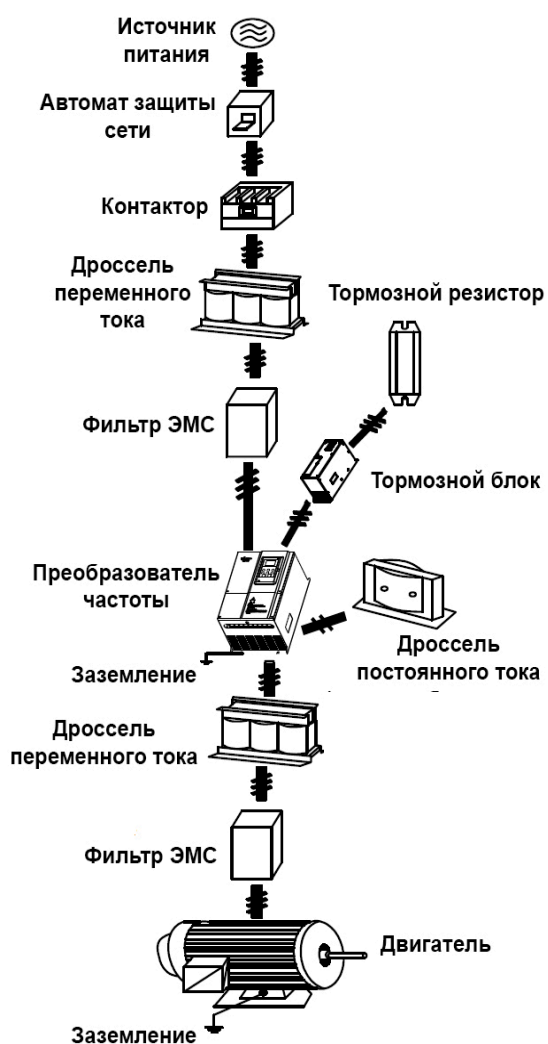 Источник
питания
Автомат защиты
сети
Контактор
Дроссель
переменного
тока
Тормозной резистор
Фильтр ЭМС
Тормозной блок
Преобразователь
частоты
Дроссель
постоянного тока
Заземление
Дроссель
переменного тока
Фильтр ЭМС
Двигатель
Заземление